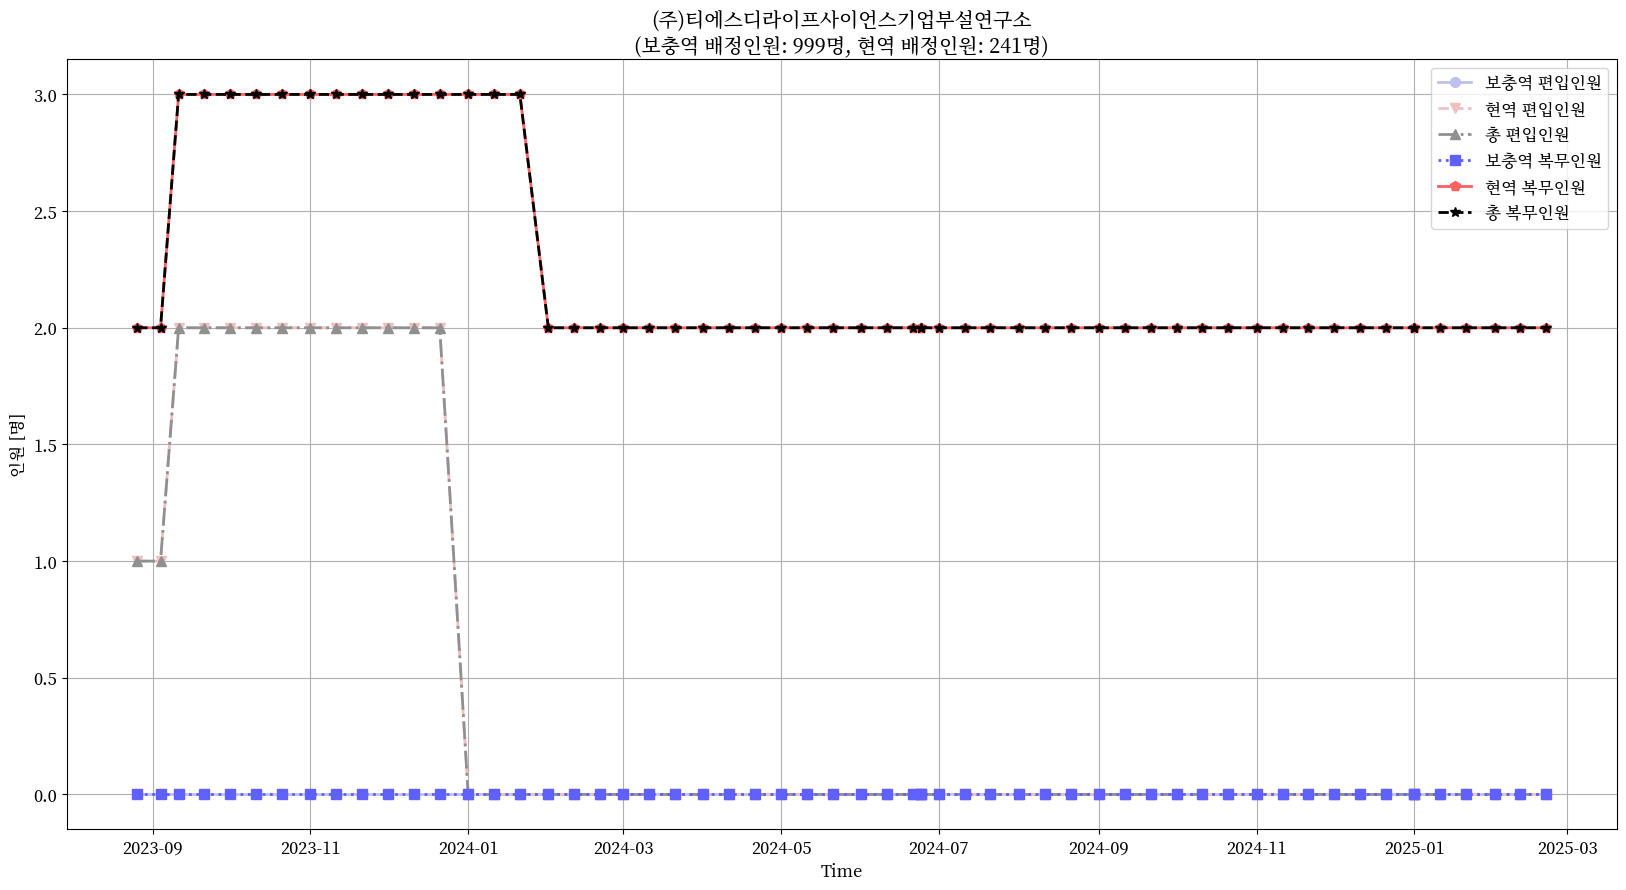 (주)티에스디라이프사이언스기업부설연구소
(보충역 배정인원: 999명, 현역 배정인원: 241명)
보충역 편입인원
현역 편입인원
총 편입인원
보충역 복무인원
현역 복무인원
총 복무인원
인원 [명]
3.0
2.5
2.0
1.5
1.0
0.5
0.0
2023-09
2023-11
2024-01
2024-03
2024-05
2024-07
2024-09
2024-11
2025-01
2025-03
Time